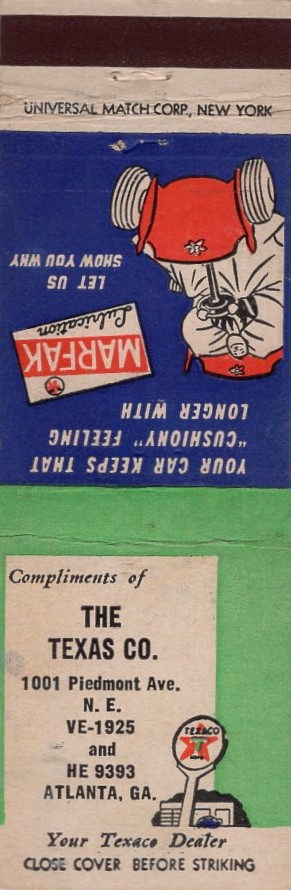 UNIVERSAL MATCH CORP., NEW YORK
YOUR CAR KEEPS THAT
"CUSHIONY" FEELING
LONGER WITH
MARFAK
Lubrication
LET US
SHOW YOU WHY
Compliments of
THE
TEXAS CO.
1001 Piedmont Ave.
N. E.
VE-1925
and
HE 9393
ATLANTA, GA.
TEXACO
T
Your Texaco Dealer
CLOSE COVER BEFORE STRIKING